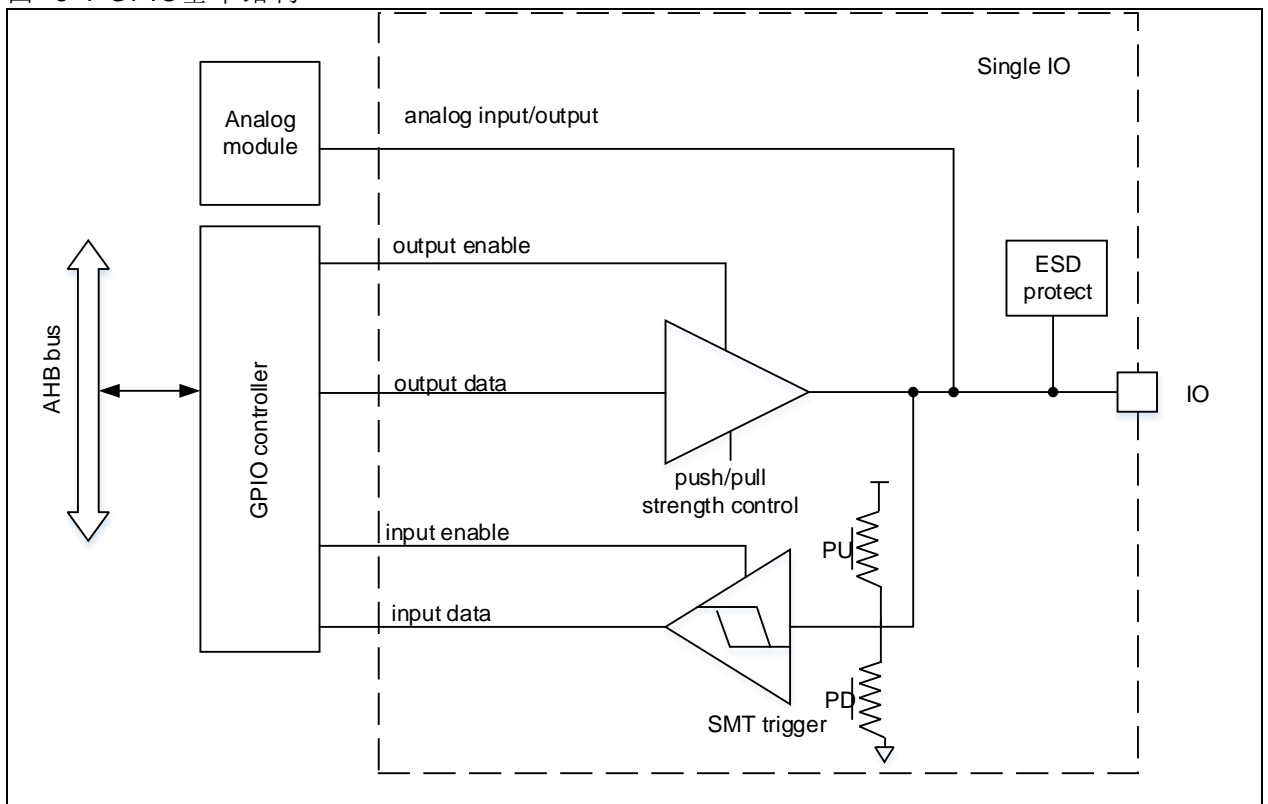 GPIO
Single IO
Analog
module
analog input/output
output enable
ESD
protect
AHB bus
GPIO controller
output data
IO
push/pull
strength control
input enable
PU
input data
PD
SMT trigger